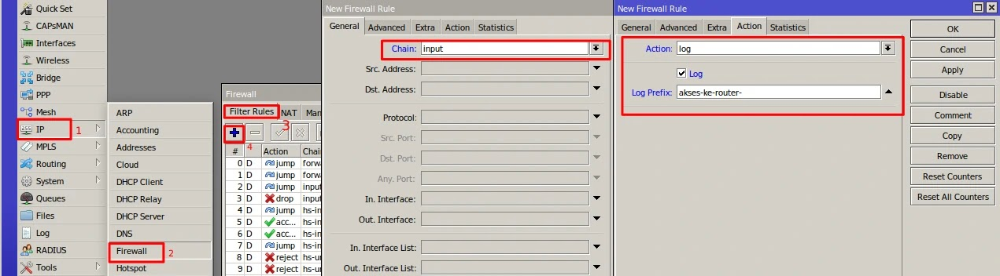 Quick Set
CAPsMAN
Interfaces
Wireless
Bridge
PPP
Mesh
255 IP 1
MPLS
Routing
System
Queues
Files
Log
RADIUS
Tools
ARP
Accounting
Addresses
Cloud
DHCP Client
DHCP Relay
DHCP Server
DNS
Firewall 2
Hotspot
Firewall
Filter Rules NAT Man
3
4
# Action Chai
0 D jump forw
1 D jump forw
2 D jump input
3 D drop input
4 D jump hs-in
5 D acc... hs-in
6 D acc... hs-in
7 D jump hs-in
8 D reject hs-un
9 D reject hs-un
New Firewall Rule
General Advanced Extra Action Statistics
Chain: input
Src. Address:
Dst. Address:
Protocol:
Src. Port:
Dst. Port:
Any. Port:
In. Interface:
Out. Interface:
In. Interface List:
Out. Interface List:
New Firewall Rule
General Advanced Extra Action Statistics
Action: log
Log
Log Prefix: akses-ke-router-
OK
Cancel
Apply
Disable
Comment
Copy
Remove
Reset Counters
Reset All Counters